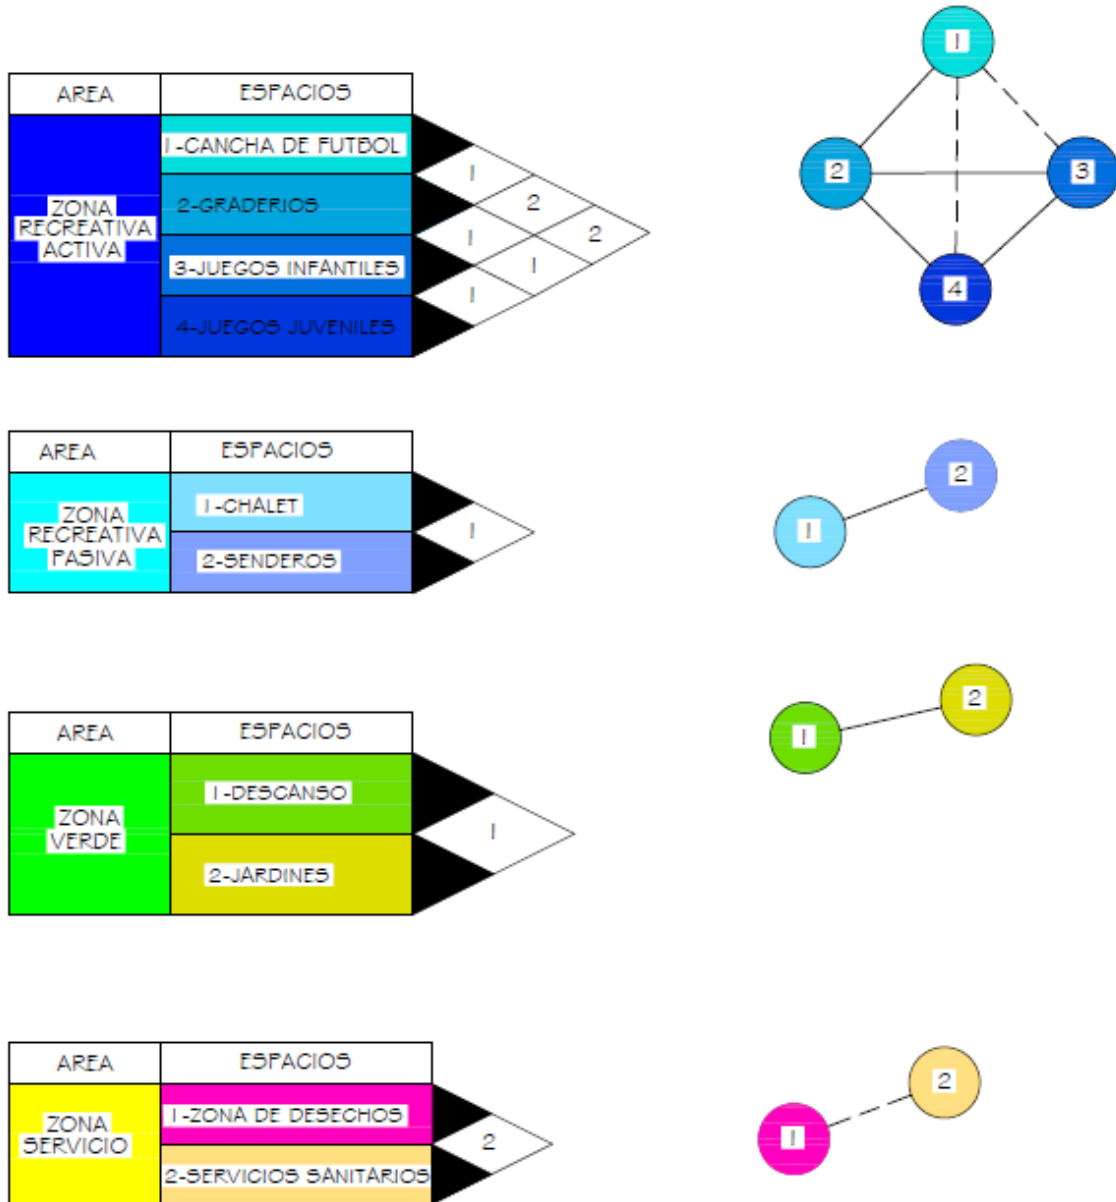 1
AREA ESPACIOS
1-CANCHA DE FUTBOL
1
2 3
ZONA
RECREATIVA
ACTIVA
2-GRADERIOS
2
1 2
3-JUEGOS INFANTILES
1
1
4
4-JUEGOS JUVENILES
AREA ESPACIOS
2
ZONA
RECREATIVA
PASIVA
1-CHALET
1
1
2-SENDEROS
2
AREA ESPACIOS
1
1-DESCANSO
ZONA
VERDE
1
2-JARDINES
AREA ESPACIOS
2
1-ZONA DE DESECHOS
ZONA
SERVICIO
2
1
2-SERVICIOS SANITARIOS